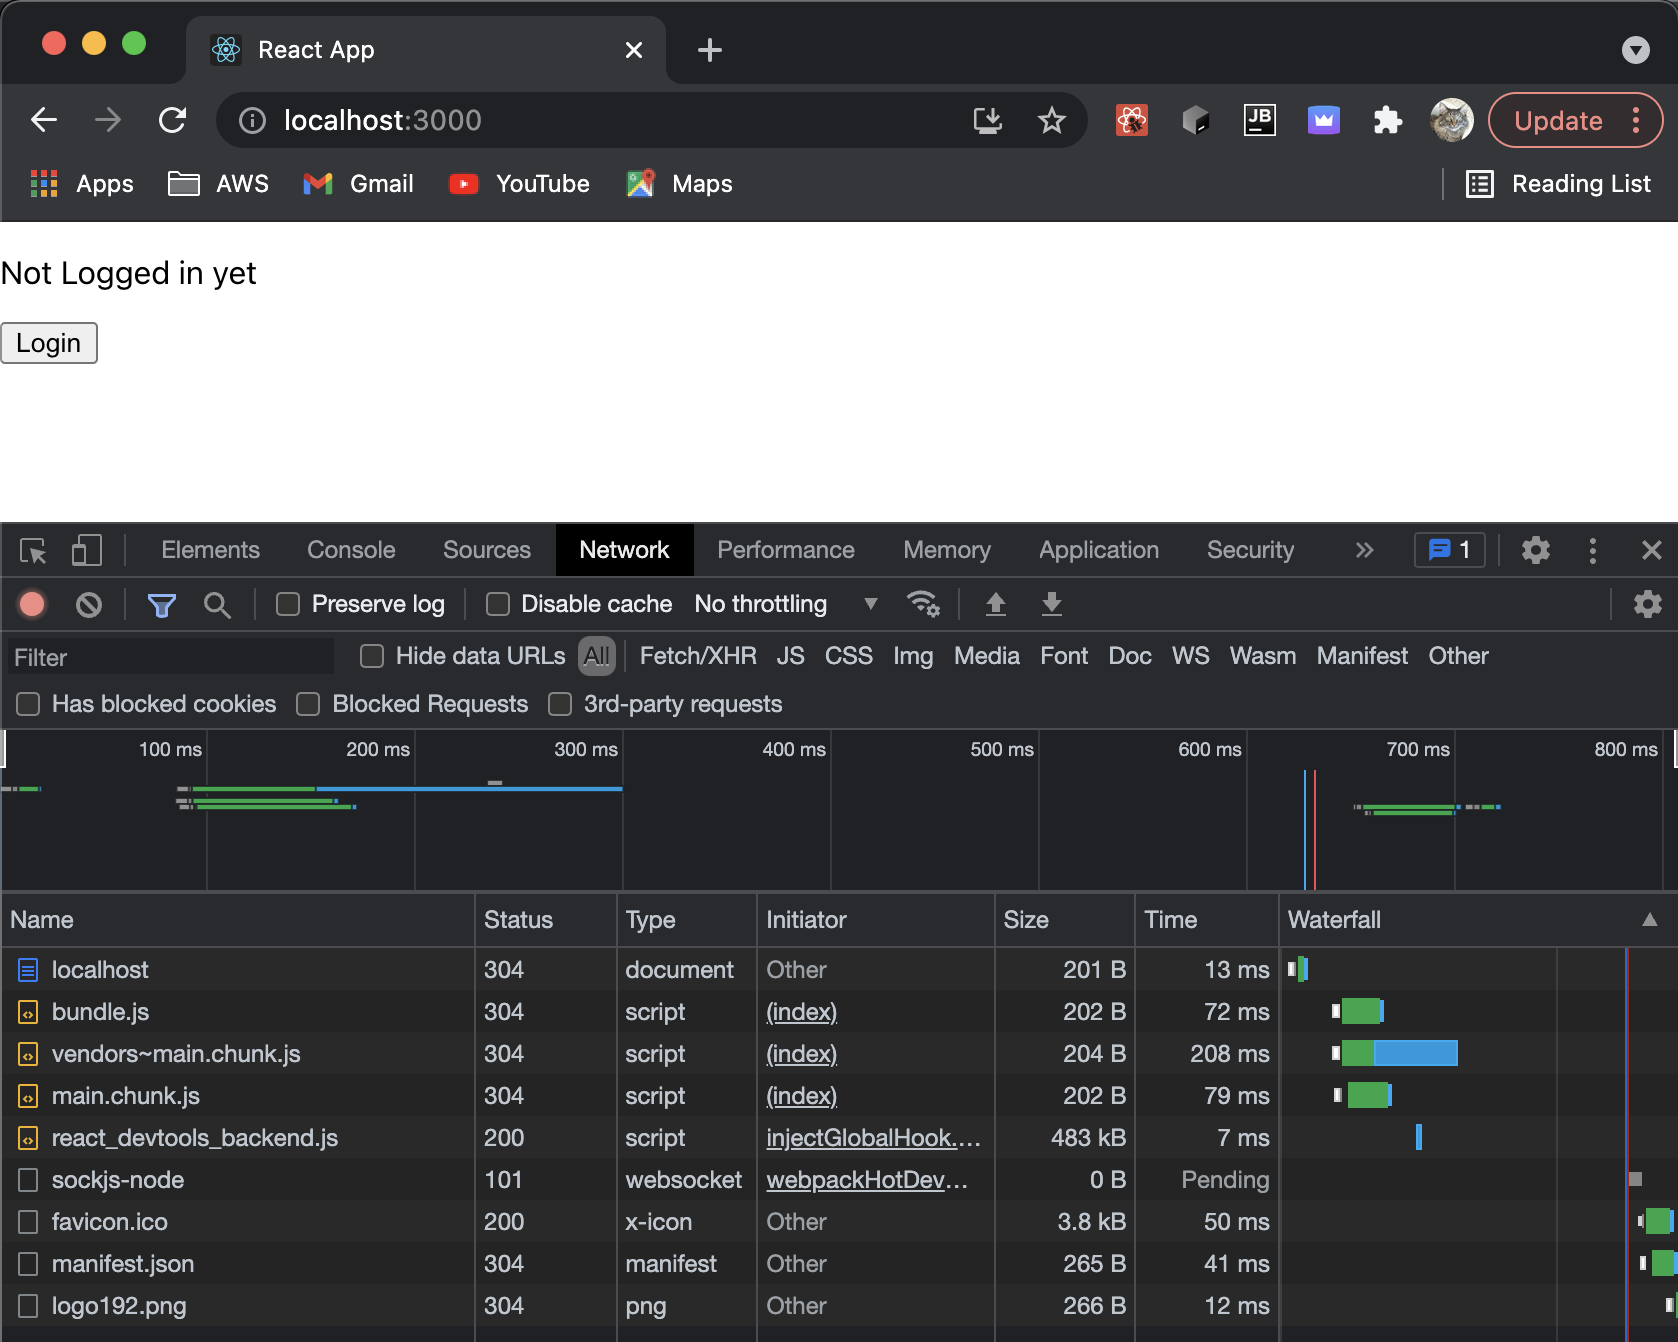 React App
localhost:3000
JB
Update
Apps AWS Gmail YouTube Maps Reading List
Not Logged in yet
Login
Elements Console Sources Network Performance Memory Application Security » 1
Preserve log Disable cache No throttling
Filter Hide data URLs All Fetch/XHR JS CSS Img Media Font Doc WS Wasm Manifest Other
Has blocked cookies Blocked Requests 3rd-party requests
100 ms 200 ms 300 ms 400 ms 500 ms 600 ms 700 ms 800 ms
Name Status Type Initiator Size Time Waterfall
localhost 304 document Other 201 B 13 ms
bundle.js 304 script (index) 202 B 72 ms
vendors~main.chunk.js 304 script (index) 204 B 208 ms
main.chunk.js 304 script (index) 202 B 79 ms
react_devtools_backend.js 200 script injectGlobalHook.… 483 kB 7 ms
sockjs-node 101 websocket webpackHotDev… 0 B Pending
favicon.ico 200 x-icon Other 3.8 kB 50 ms
manifest.json 304 manifest Other 265 B 41 ms
logo192.png 304 png Other 266 B 12 ms